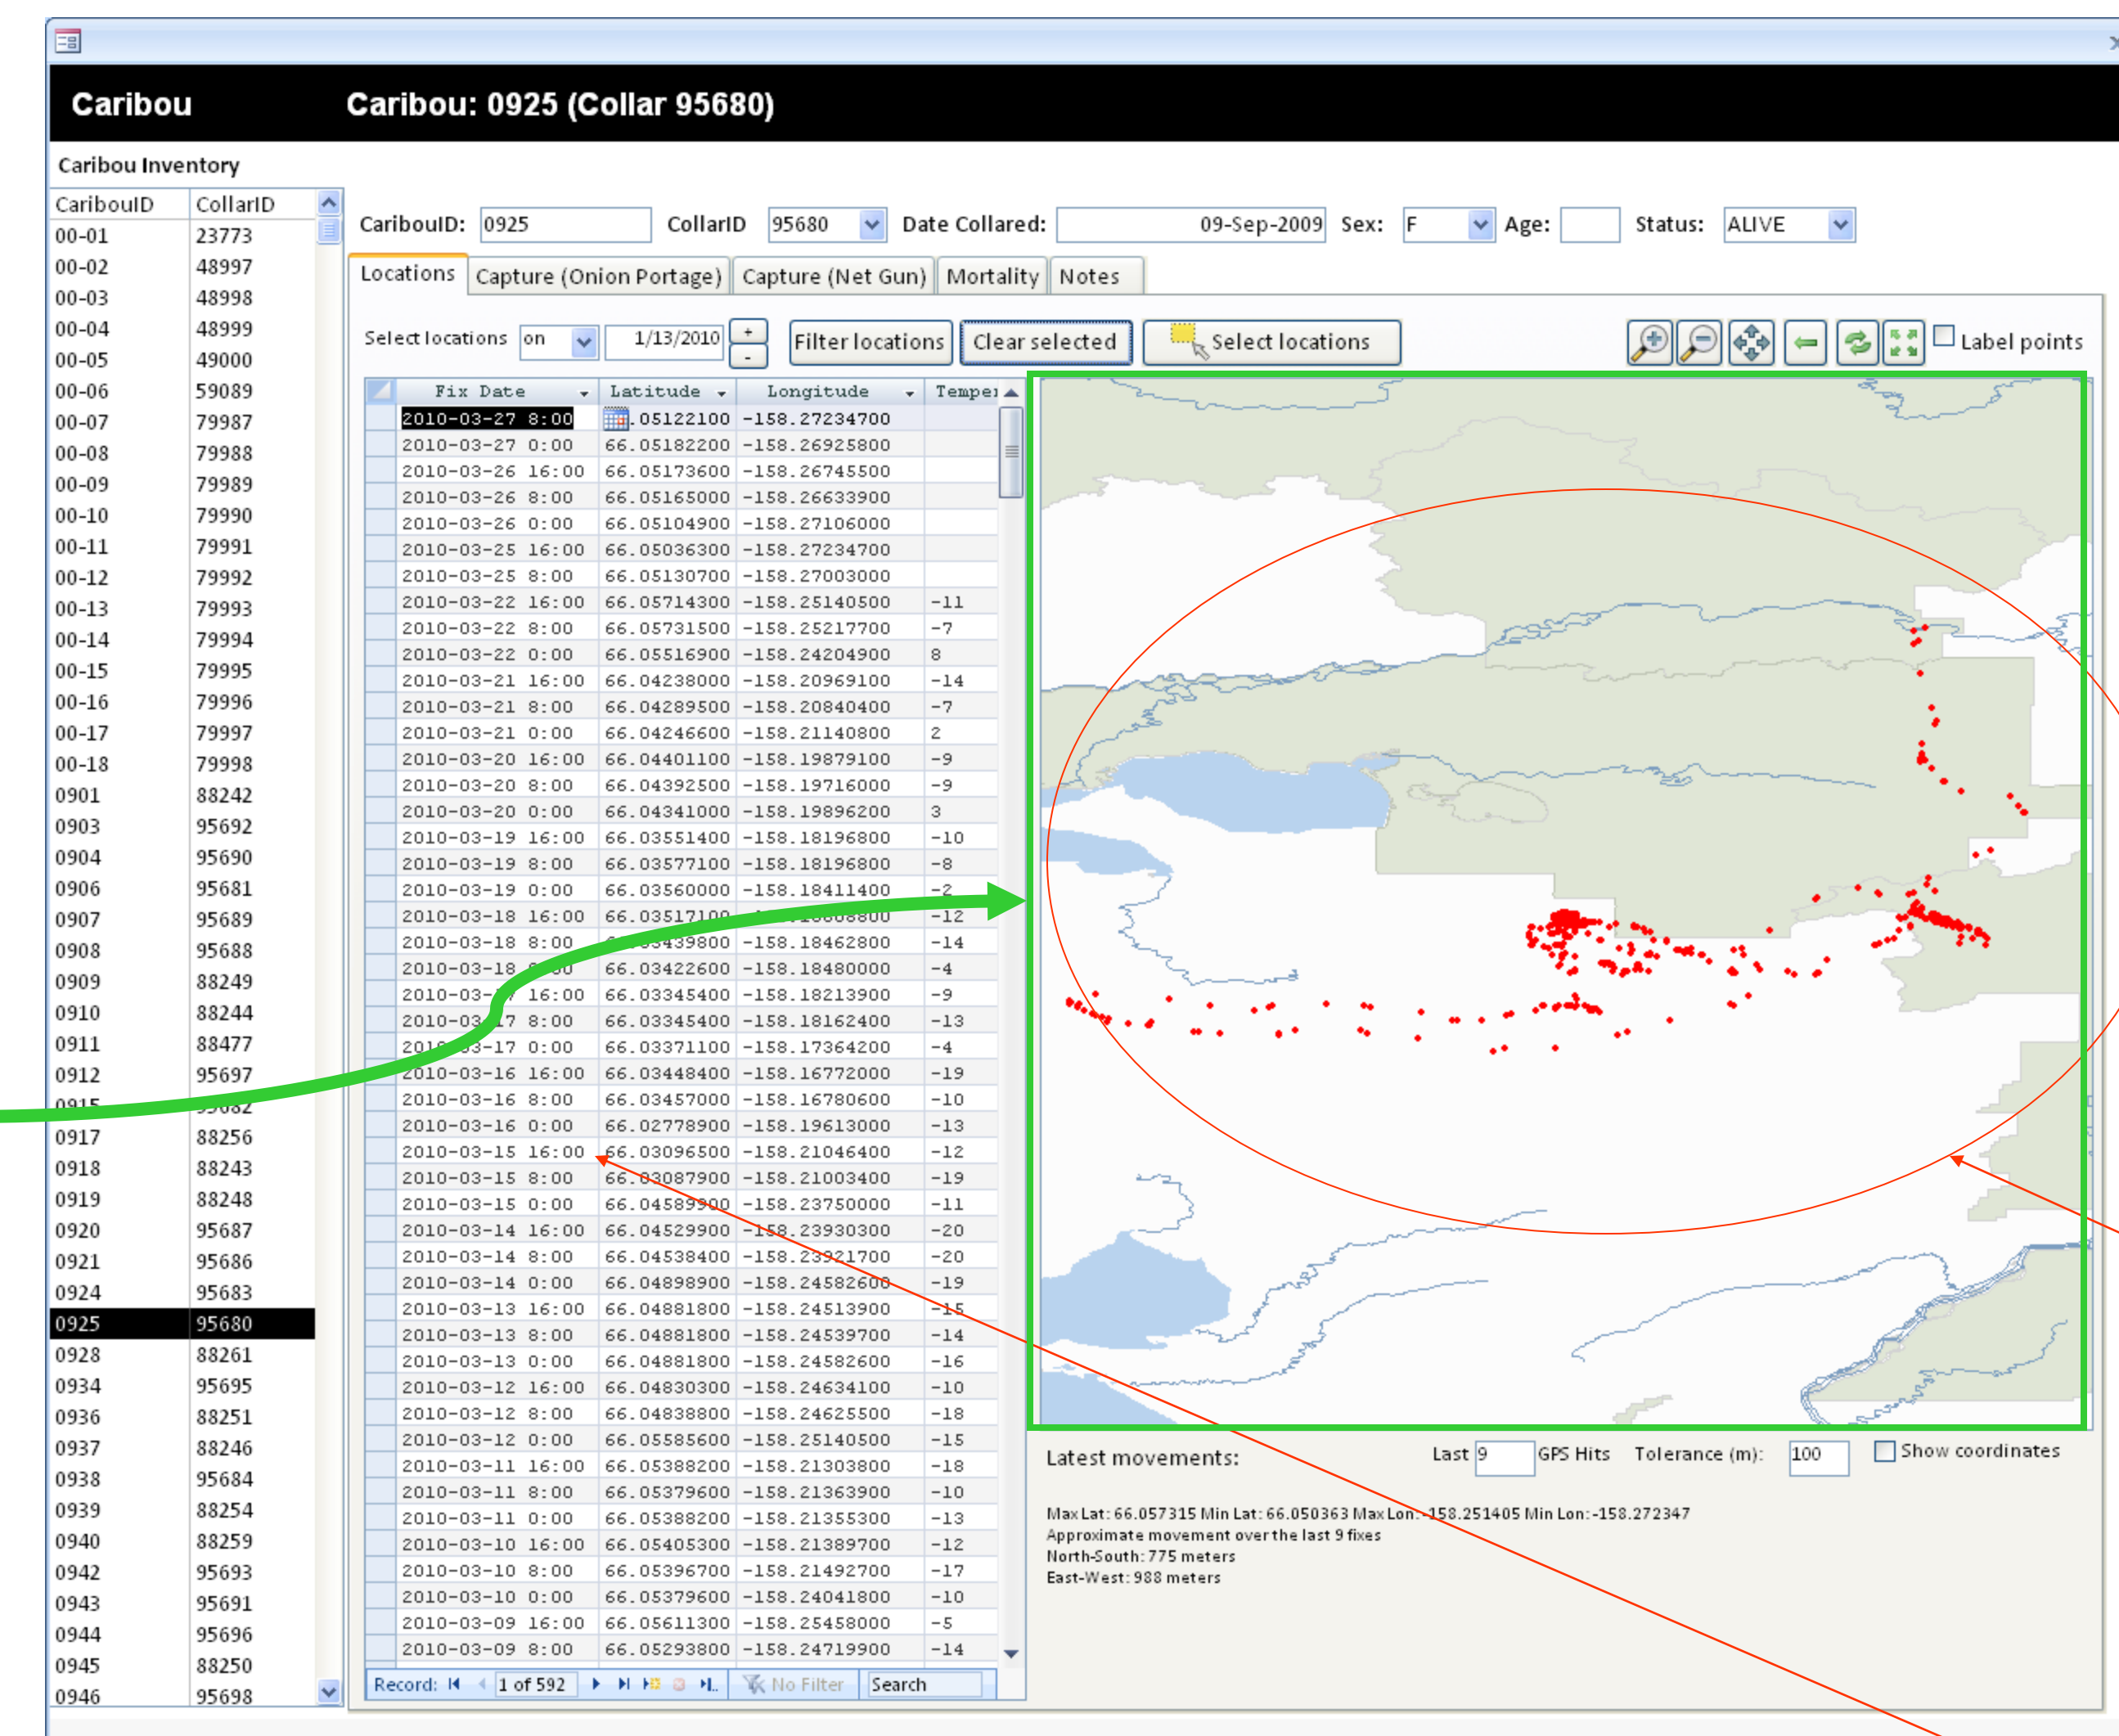 Caribou
Caribou: 0925 (Collar 95680)
Caribou Inventory
CaribouID CollarID
00-01 23773
00-02 48997
00-03 48998
00-04 48999
00-05 49000
00-06 59089
00-07 79987
00-08 79988
00-09 79989
00-10 79990
00-11 79991
00-12 79992
00-13 79993
00-14 79994
00-15 79995
00-16 79996
00-17 79997
00-18 79998
0901 88242
0903 95692
0904 95690
0906 95681
0907 95689
0908 95688
0909 88249
0910 88244
0911 88477
0912 95697
0915
0917 88256
0918 88243
0919 88248
0920 95687
0921 95686
0924 95683
0925 95680
0928 88261
0934 95695
0936 88251
0937 88246
0938 95684
0939 88254
0940 88259
0942 95693
0943 95691
0944 95696
0945 88250
0946 95698
CaribouID: 0925 CollarID 95680 Date Collared: 09-Sep-2009 Sex: F Age: Status: ALIVE
Locations Capture (Onion Portage) Capture (Net Gun) Mortality Notes
Select locations on 1/13/2010 + - Filter locations Clear selected Select locations Label points
Fix Date Latitude Longitude Temper
2010-03-27 8:00 .05122100 -158.27234700
2010-03-27 0:00 66.05182200 -158.26925800
2010-03-26 16:00 66.05173600 -158.26745500
2010-03-26 8:00 66.05165000 -158.26633900
2010-03-26 0:00 66.05104900 -158.27106000
2010-03-25 16:00 66.05036300 -158.27234700
2010-03-25 8:00 66.05130700 -158.27003000
2010-03-22 16:00 66.05714300 -158.25140500 -11
2010-03-22 8:00 66.05731500 -158.25217700 -7
2010-03-22 0:00 66.05516900 -158.24204900 8
2010-03-21 16:00 66.04238000 -158.20969100 -14
2010-03-21 8:00 66.04289500 -158.20840400 -7
2010-03-21 0:00 66.04246600 -158.21140800 2
2010-03-20 16:00 66.04401100 -158.19879100 -9
2010-03-20 8:00 66.04392500 -158.19716000 -9
2010-03-20 0:00 66.04341000 -158.19896200 3
2010-03-19 16:00 66.03551400 -158.18196800 -10
2010-03-19 8:00 66.03577100 -158.18196800 -8
2010-03-19 0:00 66.03560000 -158.18411400 -2
2010-03-18 16:00 66.03517100 -12
2010-03-18 8:00 66.03439800 -158.18462800 -14
2010-03-18 66.03422600 -158.18480000 -4
2010-03-17 16:00 66.03345400 -158.18213900 -9
2010-03-17 8:00 66.03345400 -158.18162400 -13
2010-03-17 0:00 66.03371100 -158.17364200 -4
2010-03-16 16:00 66.03448400 -158.16772000 -19
2010-03-16 8:00 66.03457000 -158.16780600 -10
2010-03-16 0:00 66.02778900 -158.19613000 -13
2010-03-15 16:00 66.03096500 -158.21046400 -12
2010-03-15 8:00 66.03087900 -158.21003400 -19
2010-03-15 0:00 66.04589900 -158.23750000 -11
2010-03-14 16:00 66.04529900 -158.23930300 -20
2010-03-14 8:00 66.04538400 -158.23921700 -20
2010-03-14 0:00 66.04898900 -158.24582600 -19
2010-03-13 16:00 66.04881800 -158.24513900 -15
2010-03-13 8:00 66.04881800 -158.24539700 -14
2010-03-13 0:00 66.04881800 -158.24582600 -16
2010-03-12 16:00 66.04830300 -158.24634100 -10
2010-03-12 8:00 66.04838800 -158.24625500 -18
2010-03-12 0:00 66.05585600 -158.25140500 -15
2010-03-11 16:00 66.05388200 -158.21303800 -18
2010-03-11 8:00 66.05379600 -158.21363900 -10
2010-03-11 0:00 66.05388200 -158.21355300 -13
2010-03-10 16:00 66.05405300 -158.21389700 -12
2010-03-10 8:00 66.05396700 -158.21492700 -17
2010-03-10 0:00 66.05379600 -158.24041800 -10
2010-03-09 16:00 66.05611300 -158.25458000 -5
2010-03-09 8:00 66.05293800 -158.24719900 -14
Record: 1 of 592 No Filter Search
Latest movements: Last 9 GPS Hits Tolerance (m): 100 Show coordinates
Max Lat: 66.057315 Min Lat: 66.050363 Max Lon: -158.251405 Min Lon: -158.272347
Approximate movement over the last 9 fixes
North-South: 775 meters
East-West: 988 meters